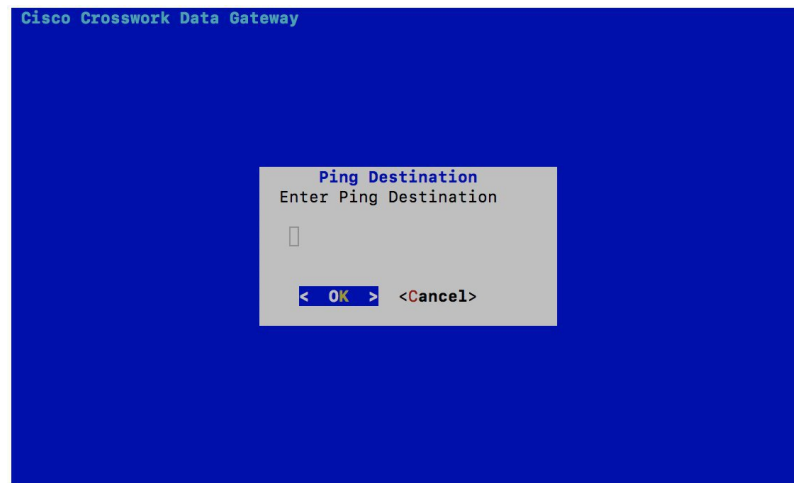 Cisco Crosswork Data Gateway
Ping Destination
Enter Ping Destination
< OK > <Cancel>